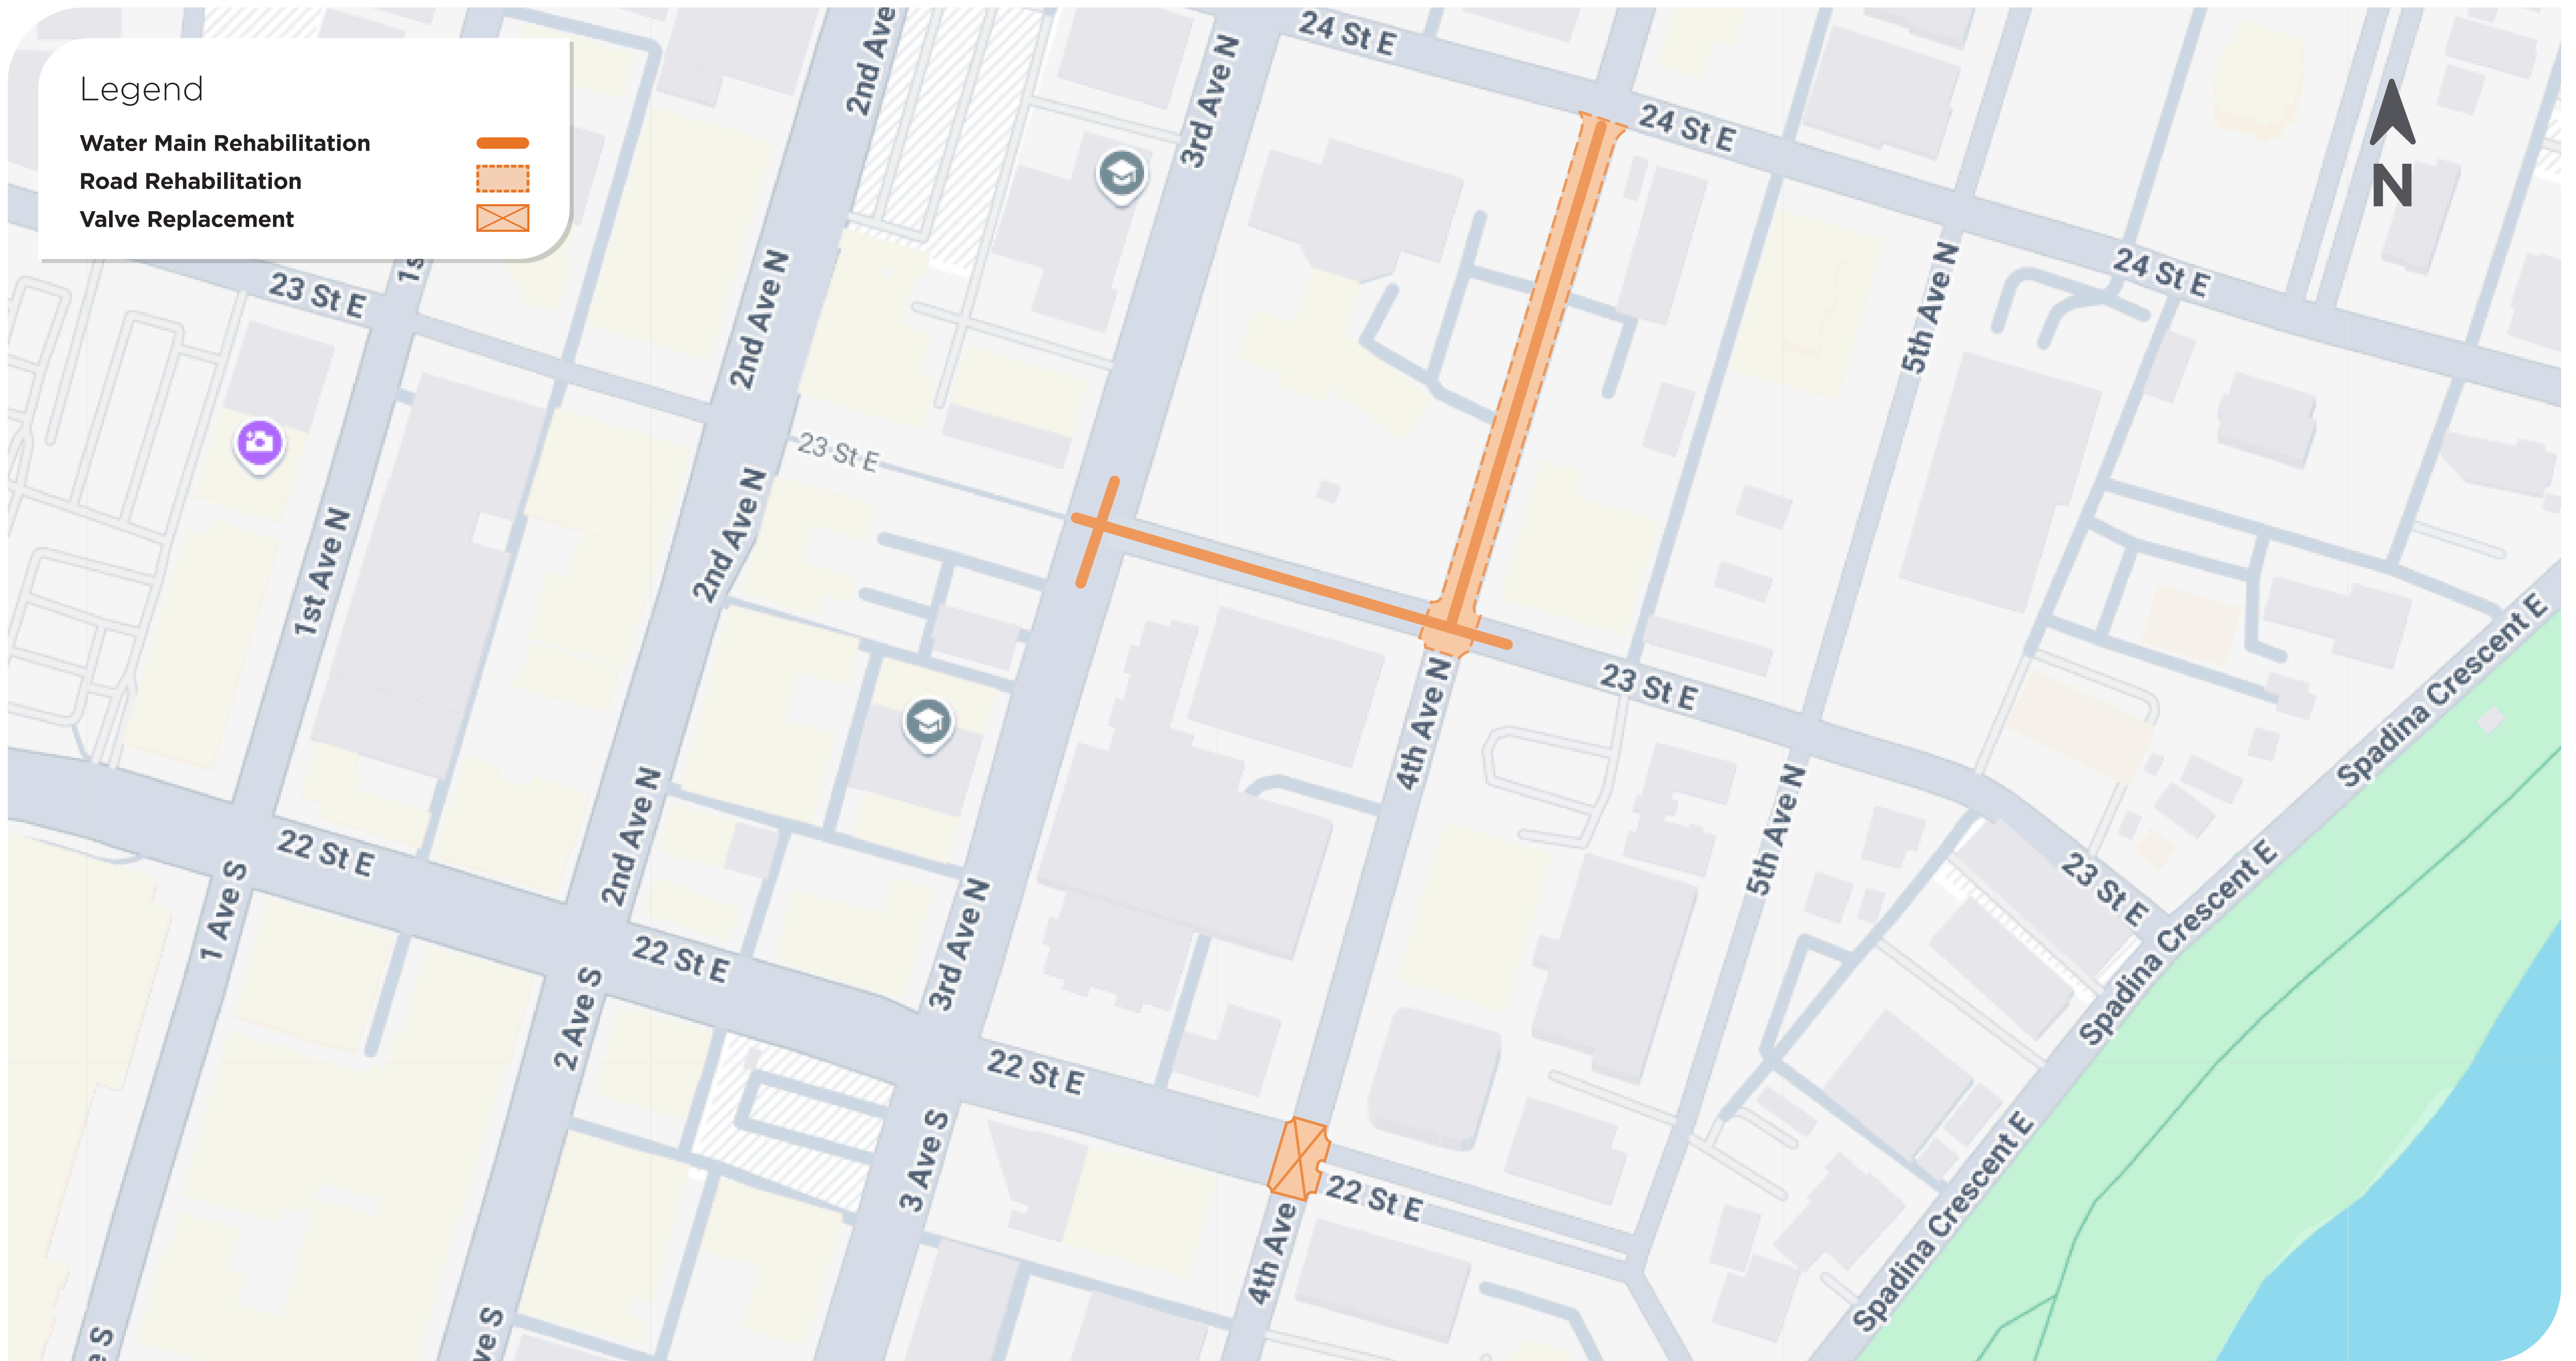 Legend
Water Main Rehabilitation
Road Rehabilitation
Valve Replacement
N
24 St E
24 St E
24 St E
2nd Ave
3rd Ave N
2nd Ave N
5th Ave N
23 St E
1s
23 St E
2nd Ave N
1st Ave N
23 St E
4th Ave N
Spadina Crescent E
5th Ave N
2nd Ave N
22 St E
1 Ave S
23 St E
Spadina Crescent E
3rd Ave N
22 St E
2 Ave S
22 St E
3 Ave S
22 St E
4th Ave
Spadina Crescent E
ve S
e S